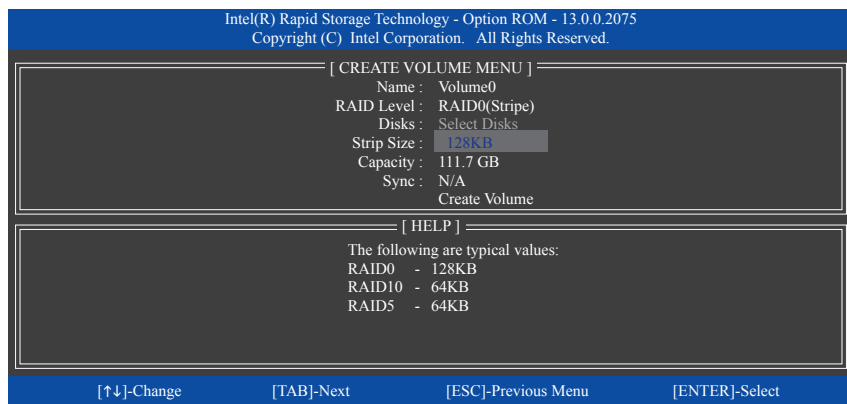 Intel(R) Rapid Storage Technology - Option ROM - 13.0.0.2075
Copyright (C) Intel Corporation. All Rights Reserved.
[ CREATE VOLUME MENU ]
Name : Volume0
RAID Level : RAID0(Stripe)
Disks : Select Disks
Strip Size : 128KB
Capacity : 111.7 GB
Sync : N/A
Create Volume
[ HELP ]
The following are typical values:
RAID0 - 128KB
RAID10 - 64KB
RAID5 - 64KB
[↑↓]-Change [TAB]-Next [ESC]-Previous Menu [ENTER]-Select